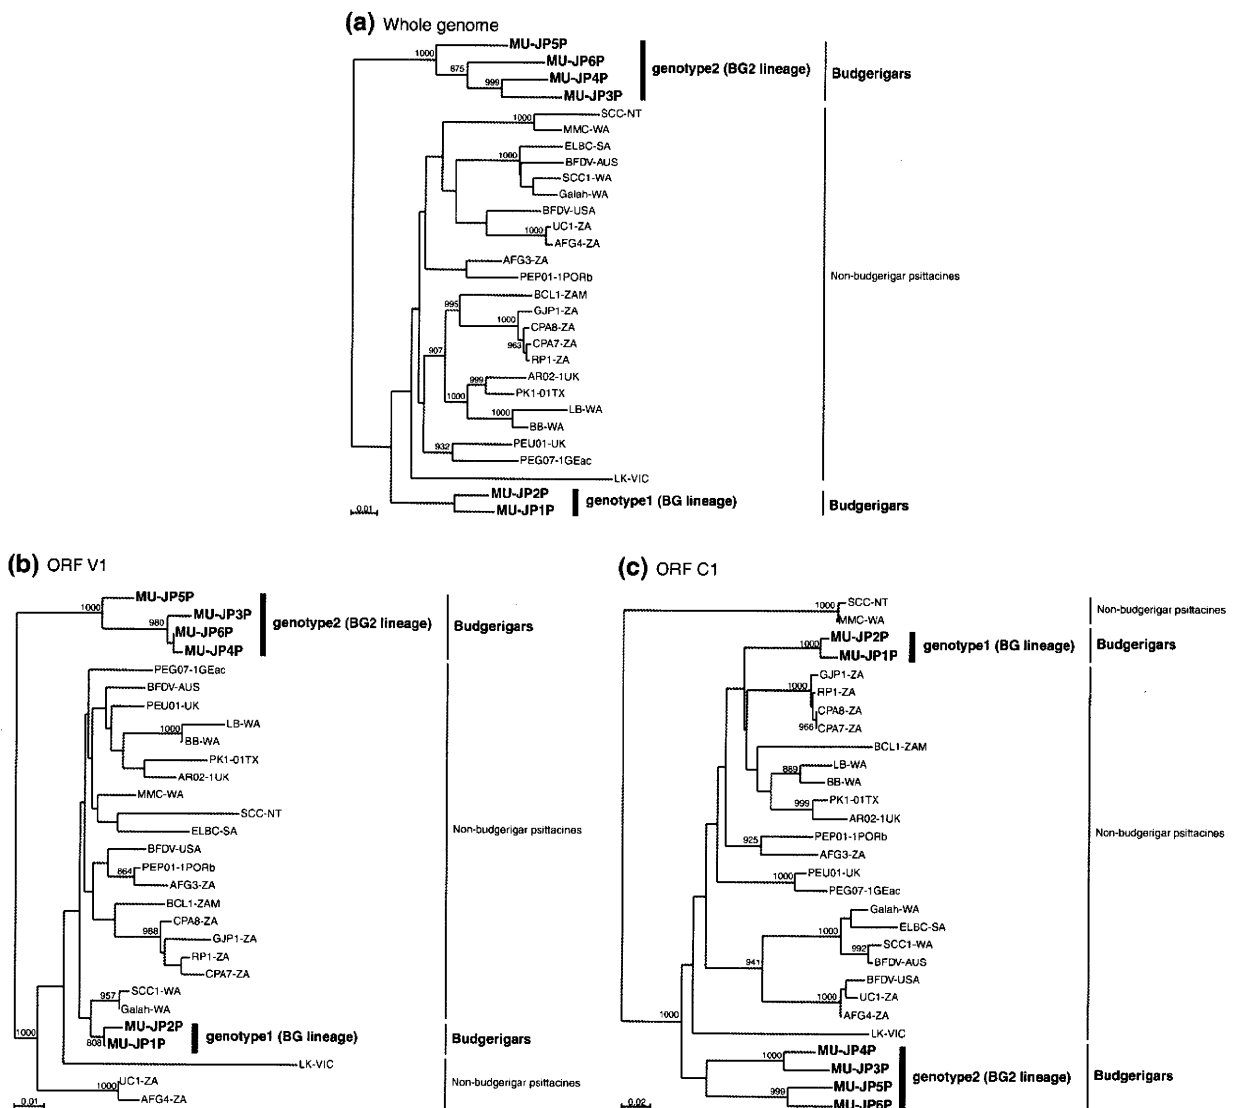 (a) Whole genome
1000
MU-JP5P
875
MU-JP6P
999
MU-JP4P
MU-JP3P
genotype2 (BG2 lineage)
Budgerigars
1000
SCC-NT
MMC-WA
1000
ELBC-SA
BFDV-AUS
SCC1-WA
Galah-WA
BFDV-USA
1000
UC1-ZA
AFG4-ZA
AFG3-ZA
PEP01-1PORb
Non-budgerigar psittacines
995
BCL1-ZAM
1000
GJP1-ZA
CPA8-ZA
963
CPA7-ZA
RP1-ZA
907
999
AR02-1UK
PK1-01TX
1000
1000
LB-WA
BB-WA
932
PEU01-UK
PEG07-1GEac
LK-VIC
MU-JP2P
MU-JP1P
genotype1 (BG lineage)
Budgerigars
0.01
(b) ORF V1
1000
MU-JP5P
980
MU-JP3P
MU-JP6P
MU-JP4P
genotype2 (BG2 lineage)
Budgerigars
PEG07-1GEac
BFDV-AUS
PEU01-UK
1000
LB-WA
BB-WA
PK1-01TX
AR02-1UK
MMC-WA
SCC-NT
ELBC-SA
Non-budgerigar psittacines
BFDV-USA
864
PEP01-1PORb
AFG3-ZA
BCL1-ZAM
988
CPA8-ZA
GJP1-ZA
RP1-ZA
CPA7-ZA
957
SCC1-WA
Galah-WA
808
MU-JP2P
MU-JP1P
genotype1 (BG lineage)
Budgerigars
1000
LK-VIC
1000
UC1-ZA
AFG4-ZA
Non-budgerigar psittacines
0.01
(c) ORF C1
1000
SCC-NT
MMC-WA
Non-budgerigar psittacines
1000
MU-JP2P
MU-JP1P
genotype1 (BG lineage)
Budgerigars
1000
GJP1-ZA
RP1-ZA
CPA8-ZA
966
CPA7-ZA
BCL1-ZAM
889
LB-WA
BB-WA
999
PK1-01TX
AR02-1UK
Non-budgerigar psittacines
925
PEP01-1PORb
AFG3-ZA
1000
PEU01-UK
PEG07-1GEac
1000
Galah-WA
ELBC-SA
992
SCC1-WA
BFDV-AUS
941
1000
BFDV-USA
UC1-ZA
AFG4-ZA
1000
LK-VIC
1000
MU-JP4P
MU-JP3P
999
MU-JP5P
MU-JP6P
genotype2 (BG2 lineage)
Budgerigars
0.02